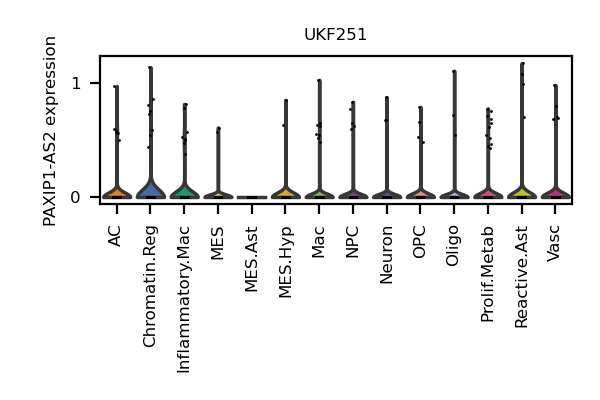 UKF251
PAXIP1-AS2 expression
1
0
AC
Chromatin.Reg
Inflammatory.Mac
MES
MES.Ast
MES.Hyp
Mac
NPC
Neuron
OPC
Oligo
Prolif.Metab
Reactive.Ast
Vasc